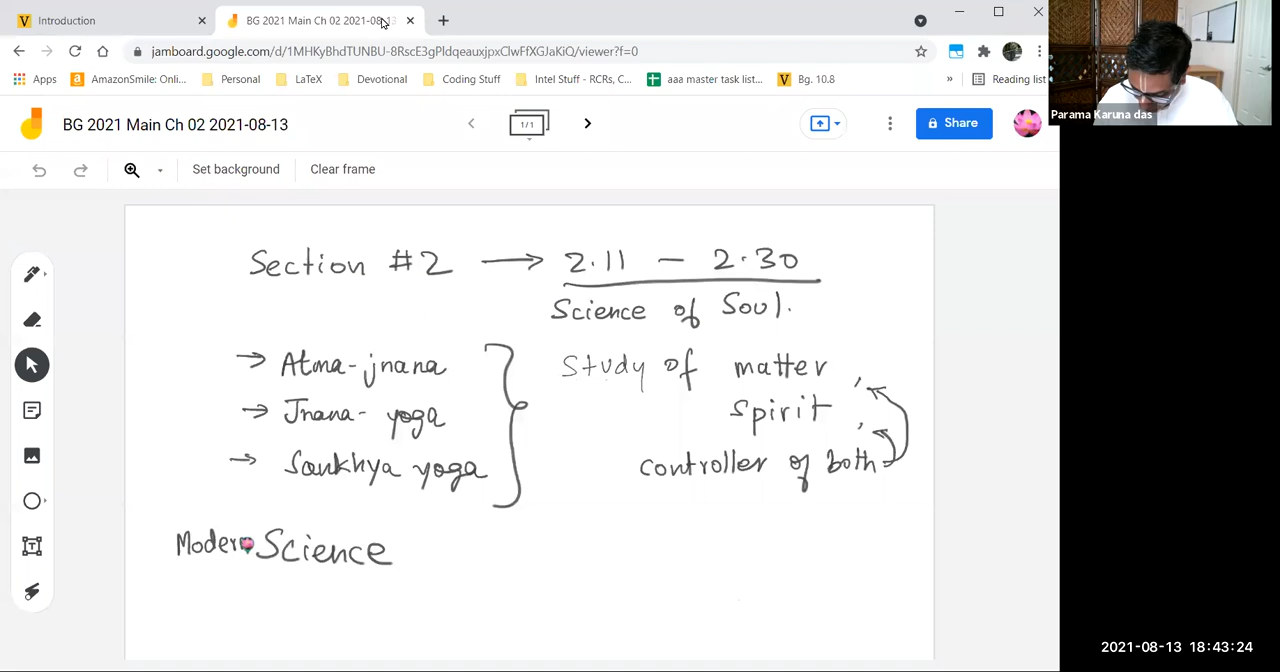 Introduction
BG 2021 Main Ch 02 2021-08-13
jamboard.google.com/d/1MHKyBhdTUNBU-8RscE3gPldqeauxjpxClwFfXGJaKiQ/viewer?f=0
Apps AmazonSmile: Onli... Personal LaTeX Devotional Coding Stuff Intel Stuff - RCRs, C... aaa master task list... Bg. 10.8 » Reading list
Parama Karuna das
BG 2021 Main Ch 02 2021-08-13
1/1
Share
Set background Clear frame
Section #2 → 2.11 - 2.30
Science of Soul.
→ Atma-jnana
Study of matter,
→ Jnana-yoga
spirit,
→ Sankhya yoga
controller of both
Modern Science
2021-08-13 18:43:24